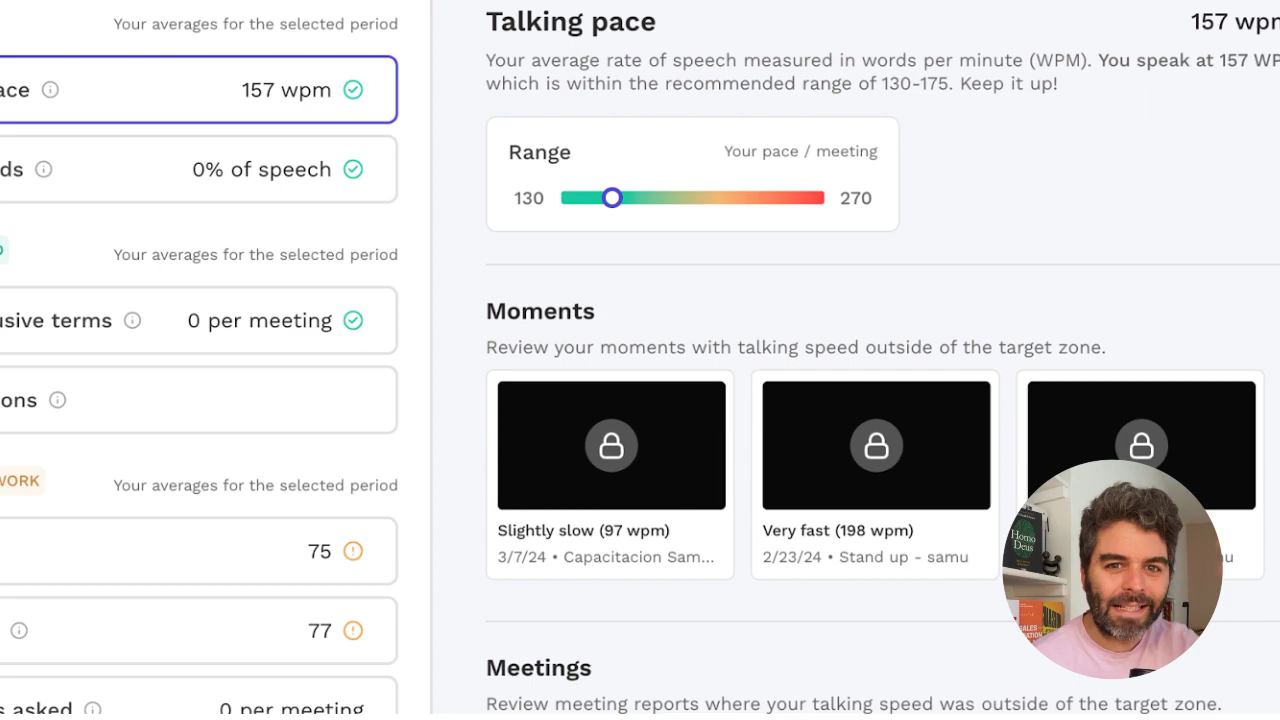 Your averages for the selected period
ace 157 wpm
ds 0% of speech
Your averages for the selected period
usive terms 0 per meeting
ons
WORK Your averages for the selected period
75
77
s asked 0 per meeting
Talking pace 157 wpm
Your average rate of speech measured in words per minute (WPM). You speak at 157 WP
which is within the recommended range of 130-175. Keep it up!
Range Your pace / meeting
130 270
Moments
Review your moments with talking speed outside of the target zone.
Slightly slow (97 wpm)
3/7/24 • Capacitacion Sam...
Very fast (198 wpm)
2/23/24 • Stand up - samu
Homo
Deus
Meetings
Review meeting reports where your talking speed was outside of the target zone.